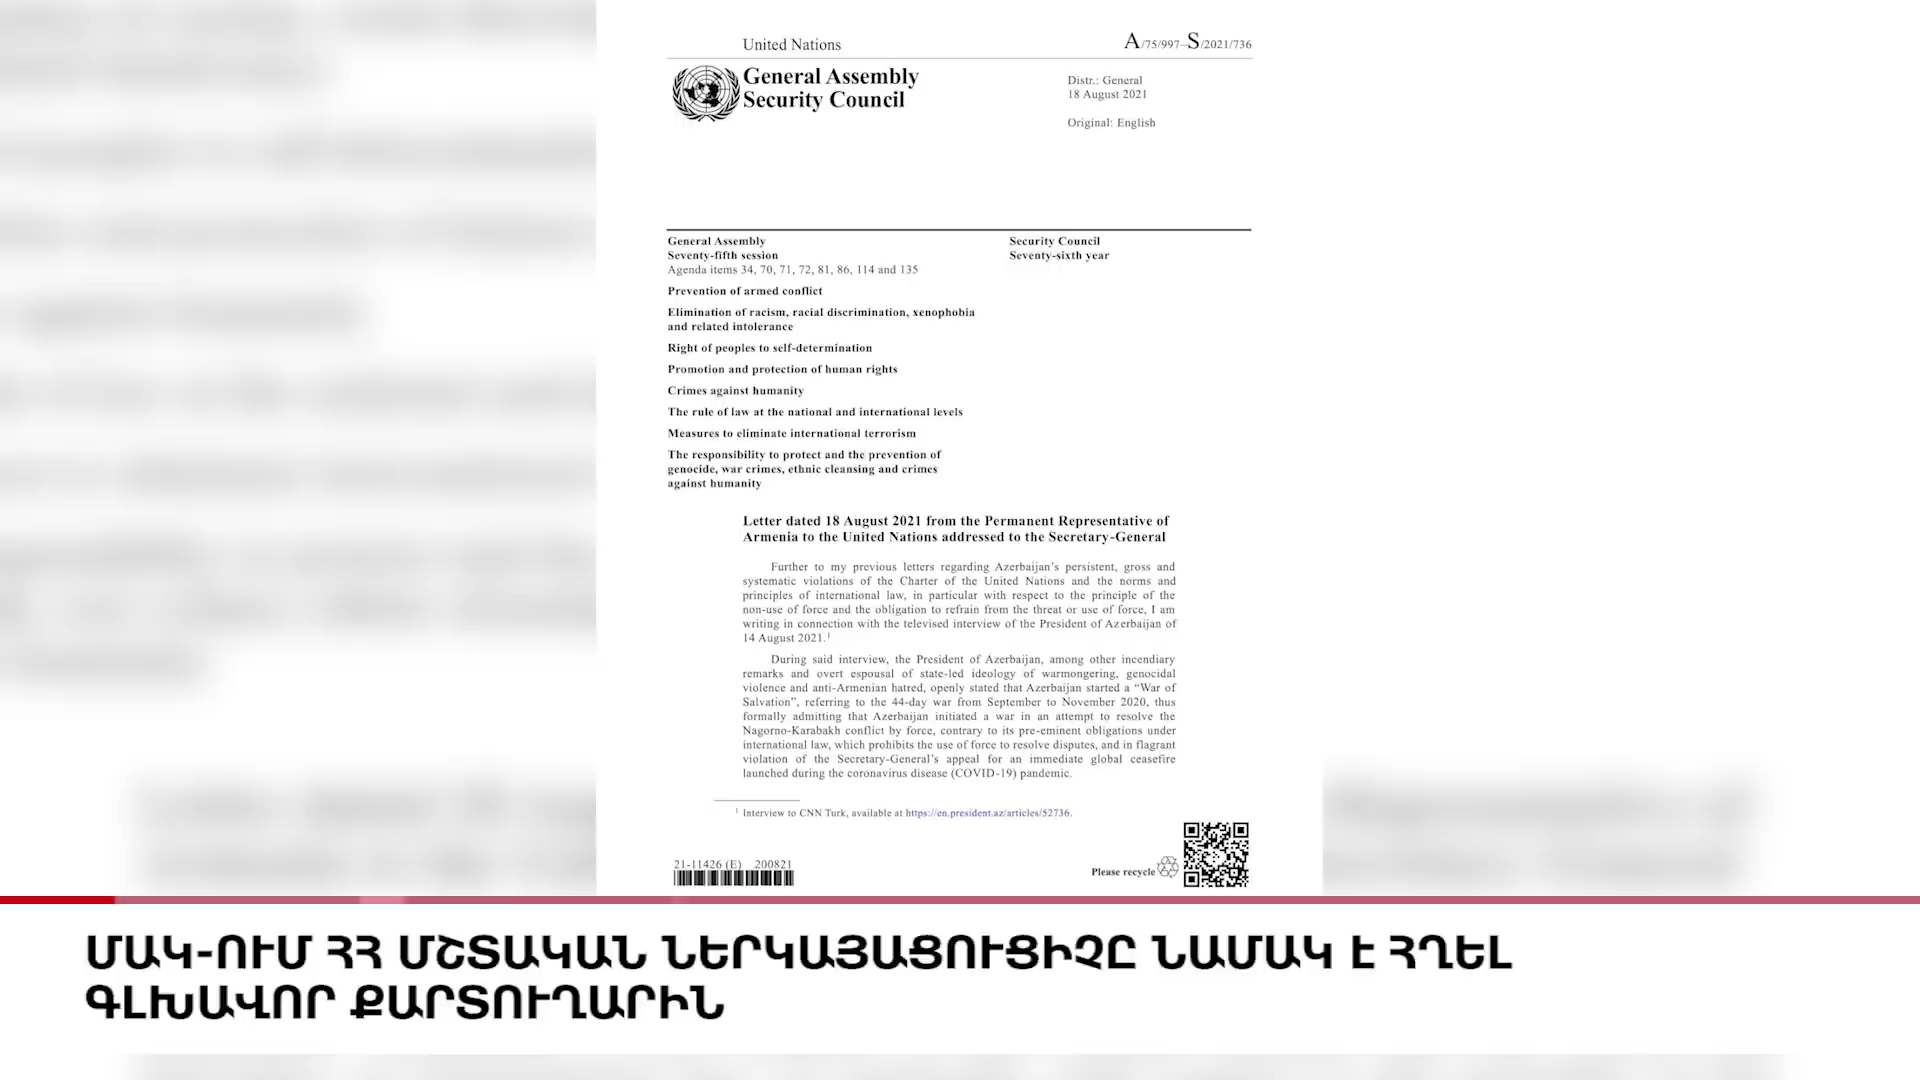 United Nations
A/75/997–S/2021/736
General Assembly
Security Council
Distr.: General
18 August 2021
Original: English
General Assembly
Seventy-fifth session
Agenda items 34, 70, 71, 72, 81, 86, 114 and 135
Security Council
Seventy-sixth year
Prevention of armed conflict
Elimination of racism, racial discrimination, xenophobia
and related intolerance
Right of peoples to self-determination
Promotion and protection of human rights
Crimes against humanity
The rule of law at the national and international levels
Measures to eliminate international terrorism
The responsibility to protect and the prevention of
genocide, war crimes, ethnic cleansing and crimes
against humanity
Letter dated 18 August 2021 from the Permanent Representative of
Armenia to the United Nations addressed to the Secretary-General
Further to my previous letters regarding Azerbaijan’s persistent, gross and
systematic violations of the Charter of the United Nations and the norms and
principles of international law, in particular with respect to the principle of the
non-use of force and the obligation to refrain from the threat or use of force, I am
writing in connection with the televised interview of the President of Azerbaijan of
14 August 2021.¹
During said interview, the President of Azerbaijan, among other incendiary
remarks and overt espousal of state-led ideology of warmongering, genocidal
violence and anti-Armenian hatred, openly stated that Azerbaijan started a “War of
Salvation”, referring to the 44-day war from September to November 2020, thus
formally admitting that Azerbaijan initiated a war in an attempt to resolve the
Nagorno-Karabakh conflict by force, contrary to its pre-eminent obligations under
international law, which prohibits the use of force to resolve disputes, and in flagrant
violation of the Secretary-General’s appeal for an immediate global ceasefire
launched during the coronavirus disease (COVID-19) pandemic.
¹ Interview to CNN Turk, available at https://en.president.az/articles/52736.
21-11426 (E) 200821
Please recycle
ՄԱԿ-ՈՒՄ ՀՀ ՄՇՏԱԿԱՆ ՆԵՐԿԱՅԱՑՈՒՑԻՉԸ ՆԱՄԱԿ Է ՀՂԵԼ
ԳԼԽԱՎՈՐ ՔԱՐՏՈՒՂԱՐԻՆ